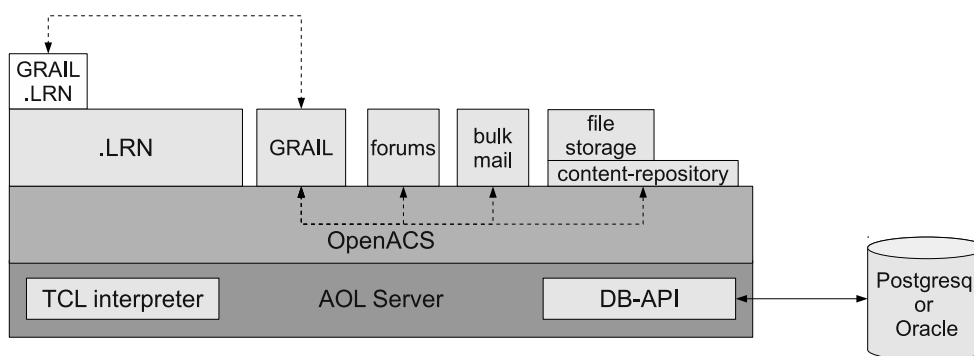 GRAIL
.LRN
.LRN
GRAIL
forums
bulk
mail
file
storage
content-repository
OpenACS
TCL interpreter
AOL Server
DB-API
Postgresq
or
Oracle